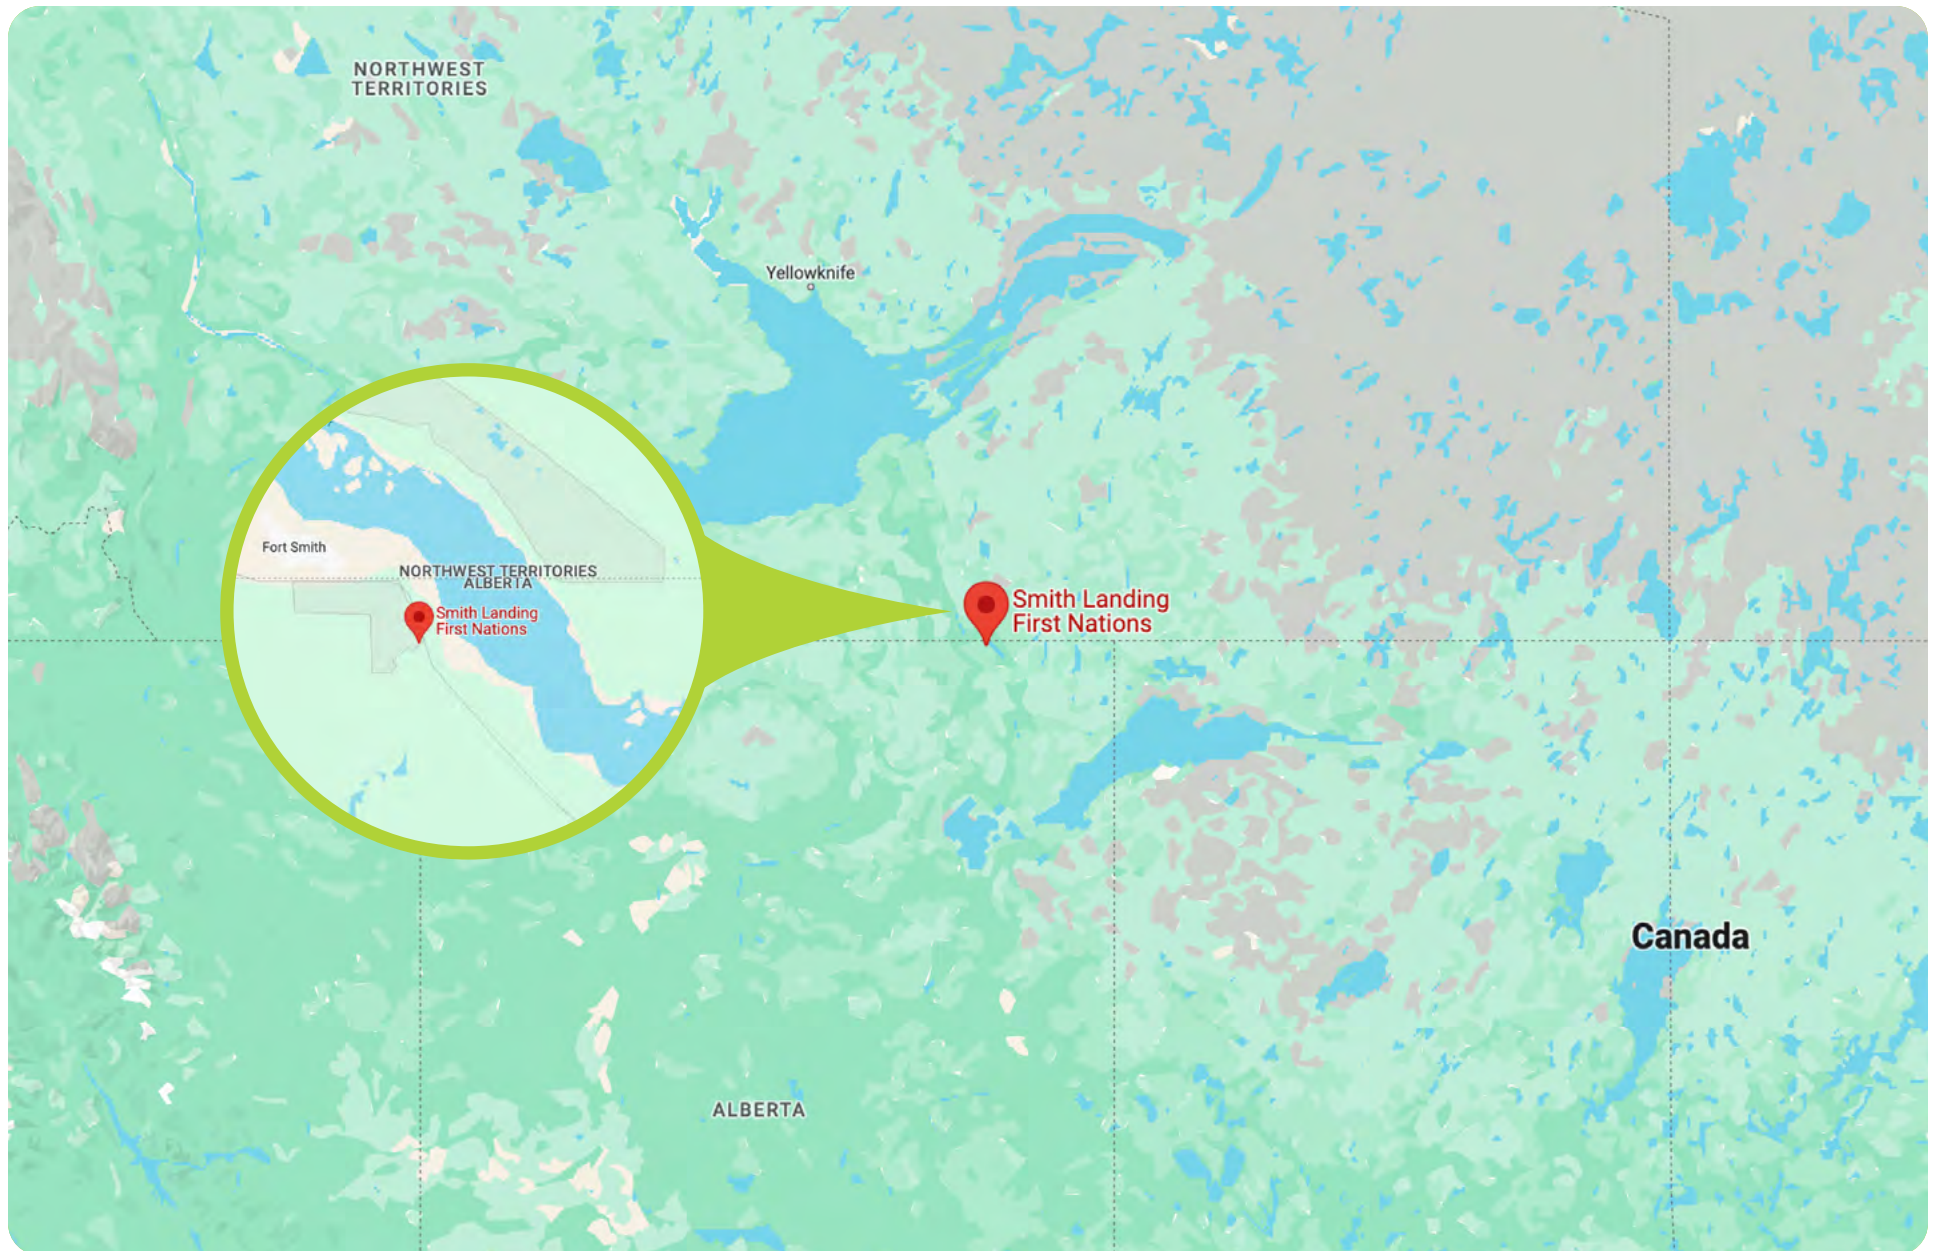 NORTHWEST
TERRITORIES
Yellowknife
Fort Smith
NORTHWEST TERRITORIES
ALBERTA
Smith Landing
First Nations
Smith Landing
First Nations
Canada
ALBERTA